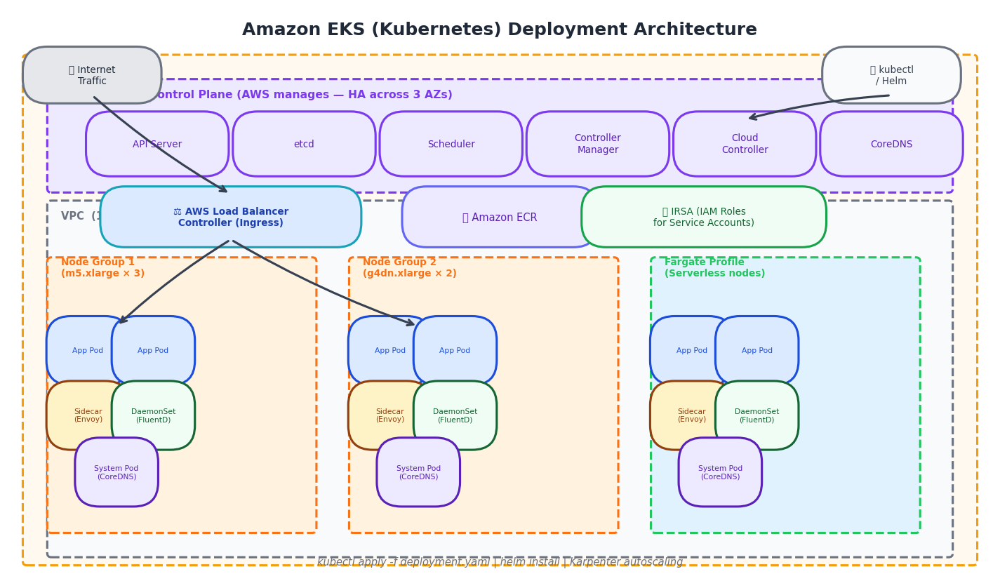 Amazon EKS (Kubernetes) Deployment Architecture
Internet
Traffic
kubectl
/ Helm
Control Plane (AWS manages — HA across 3 AZs)
API Server
etcd
Scheduler
Controller
Manager
Cloud
Controller
CoreDNS
VPC
⚖ AWS Load Balancer
Controller (Ingress)
Amazon ECR
IRSA (IAM Roles
for Service Accounts)
Node Group 1
(m5.xlarge × 3)
Node Group 2
(g4dn.xlarge × 2)
Fargate Profile
(Serverless nodes)
App Pod
App Pod
App Pod
App Pod
App Pod
App Pod
Sidecar
(Envoy)
DaemonSet
(FluentD)
Sidecar
(Envoy)
DaemonSet
(FluentD)
Sidecar
(Envoy)
DaemonSet
(FluentD)
System Pod
(CoreDNS)
System Pod
(CoreDNS)
System Pod
(CoreDNS)
kubectl apply -f deployment.yaml | helm install | Karpenter autoscaling